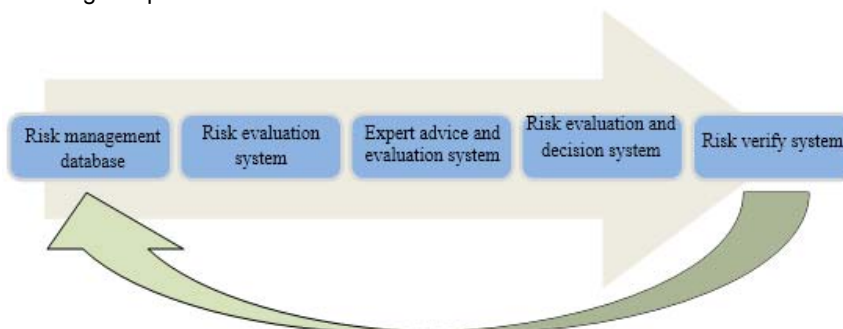 Risk management
database
Risk evaluation
system
Expert advice and
evaluation system
Risk evaluation and
decision system
Risk verify system